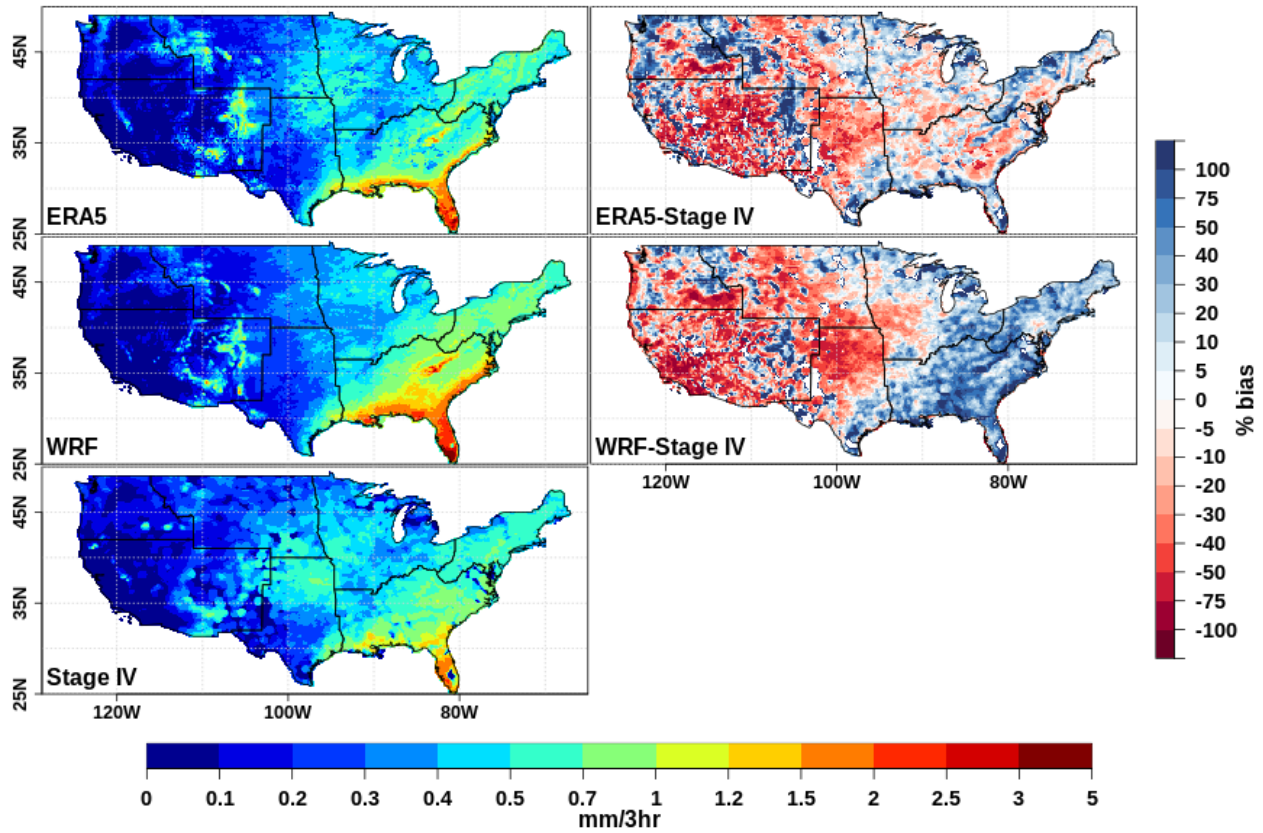 45N
35N
25N
ERA5
ERA5-Stage IV
45N
35N
25N
WRF
WRF-Stage IV
120W 100W 80W
45N
35N
25N
Stage IV
120W 100W 80W
100
75
50
40
30
20
10
5
0
-5
-10
-20
-30
-40
-50
-75
-100
% bias
0 0.1 0.2 0.3 0.4 0.5 0.7 1 1.2 1.5 2 2.5 3 5
mm/3hr